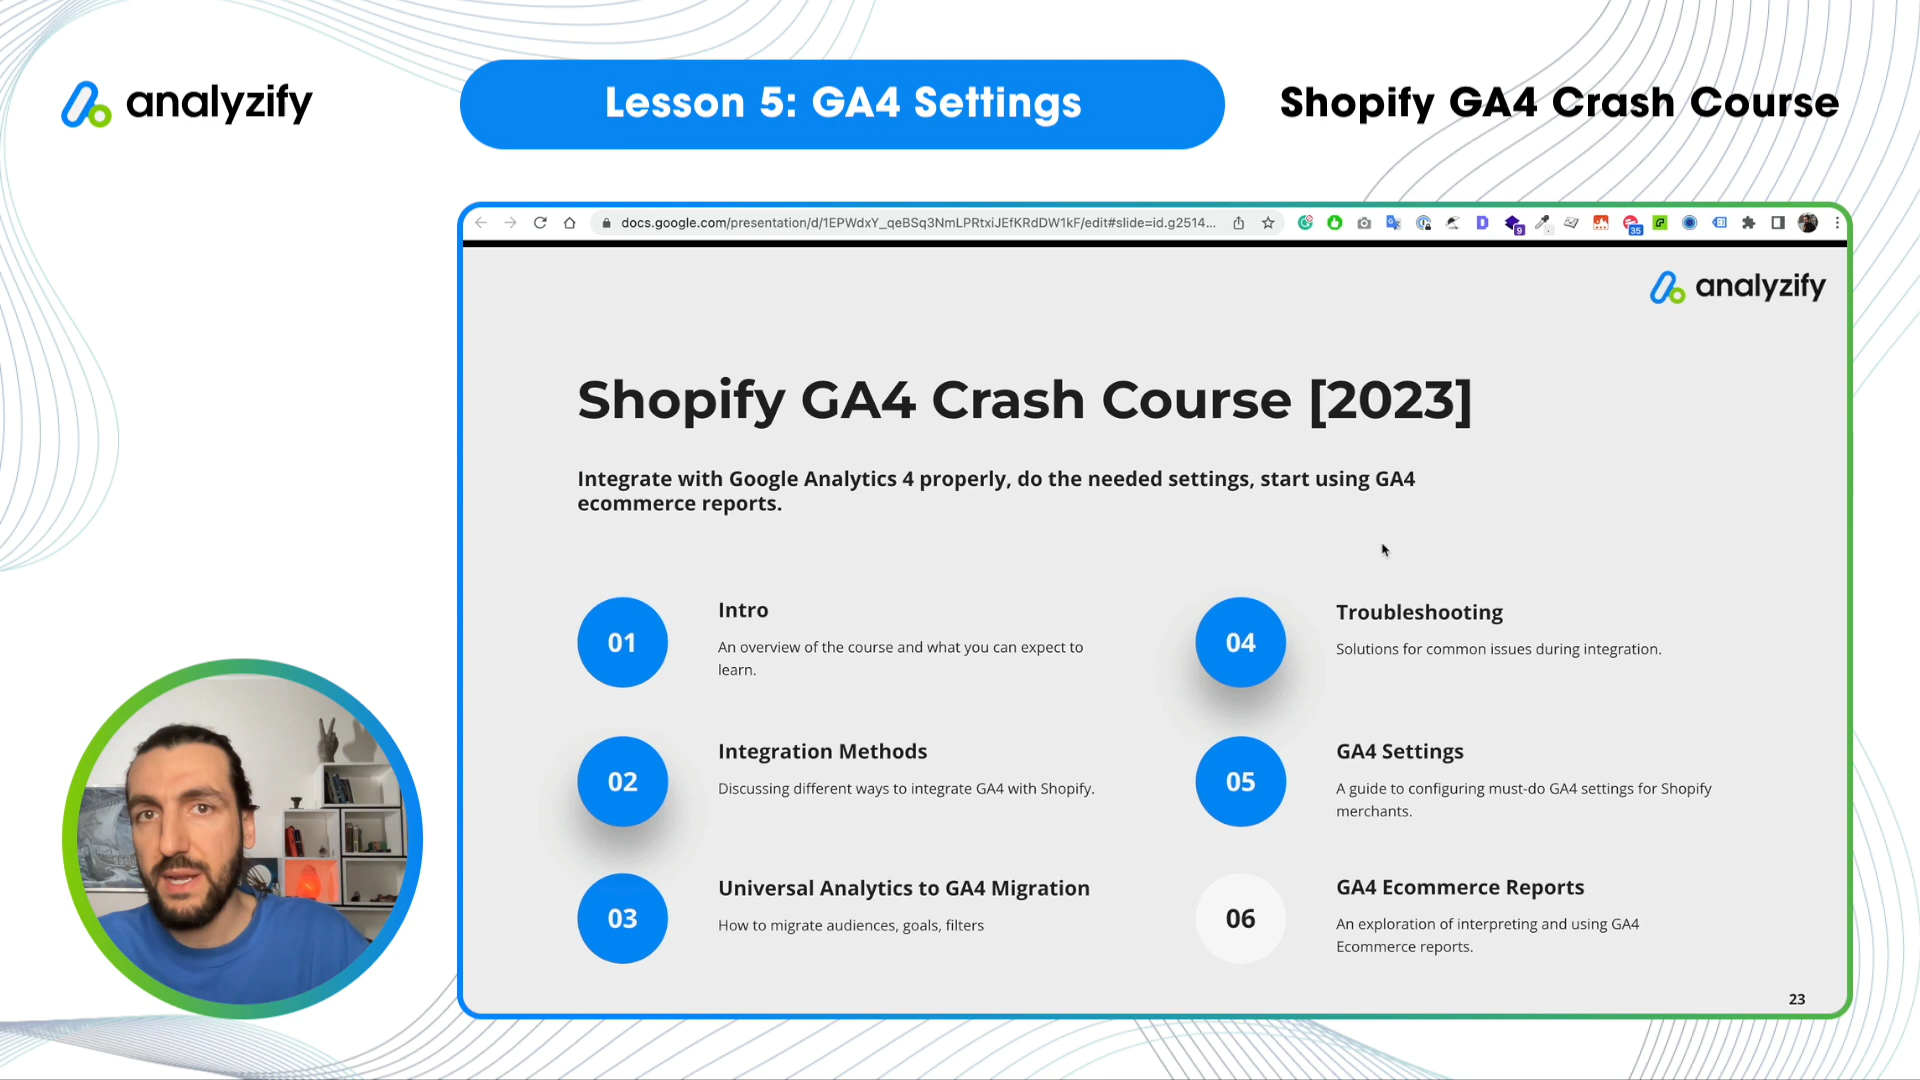 analyzify
Lesson 5: GA4 Settings
Shopify GA4 Crash Course
docs.google.com/presentation/d/1EPWdxY_qeBSq3NmLPRtxiJEfKRdDW1kF/edit#slide=id.g2514...
9
35
analyzify
Shopify GA4 Crash Course [2023]
Integrate with Google Analytics 4 properly, do the needed settings, start using GA4
ecommerce reports.
01
Intro
An overview of the course and what you can expect to
learn.
02
Integration Methods
Discussing different ways to integrate GA4 with Shopify.
03
Universal Analytics to GA4 Migration
How to migrate audiences, goals, filters
04
Troubleshooting
Solutions for common issues during integration.
05
GA4 Settings
A guide to configuring must-do GA4 settings for Shopify
merchants.
06
GA4 Ecommerce Reports
An exploration of interpreting and using GA4
Ecommerce reports.
23